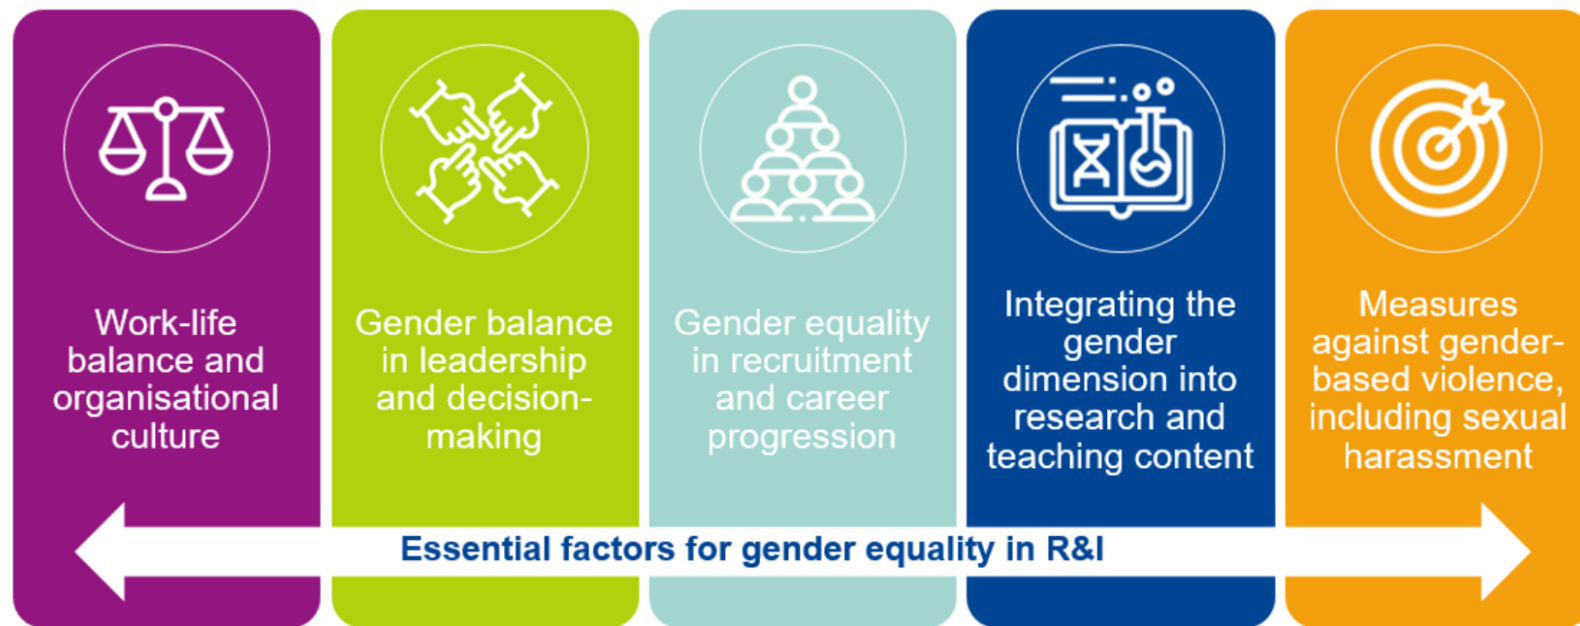 Work-life
balance and
organisational
culture
Gender balance
in leadership
and decision-
making
Gender equality
in recruitment
and career
progression
Integrating the
gender
dimension into
research and
teaching content
Measures
against gender-
based violence,
including sexual
harassment
Essential factors for gender equality in R&I